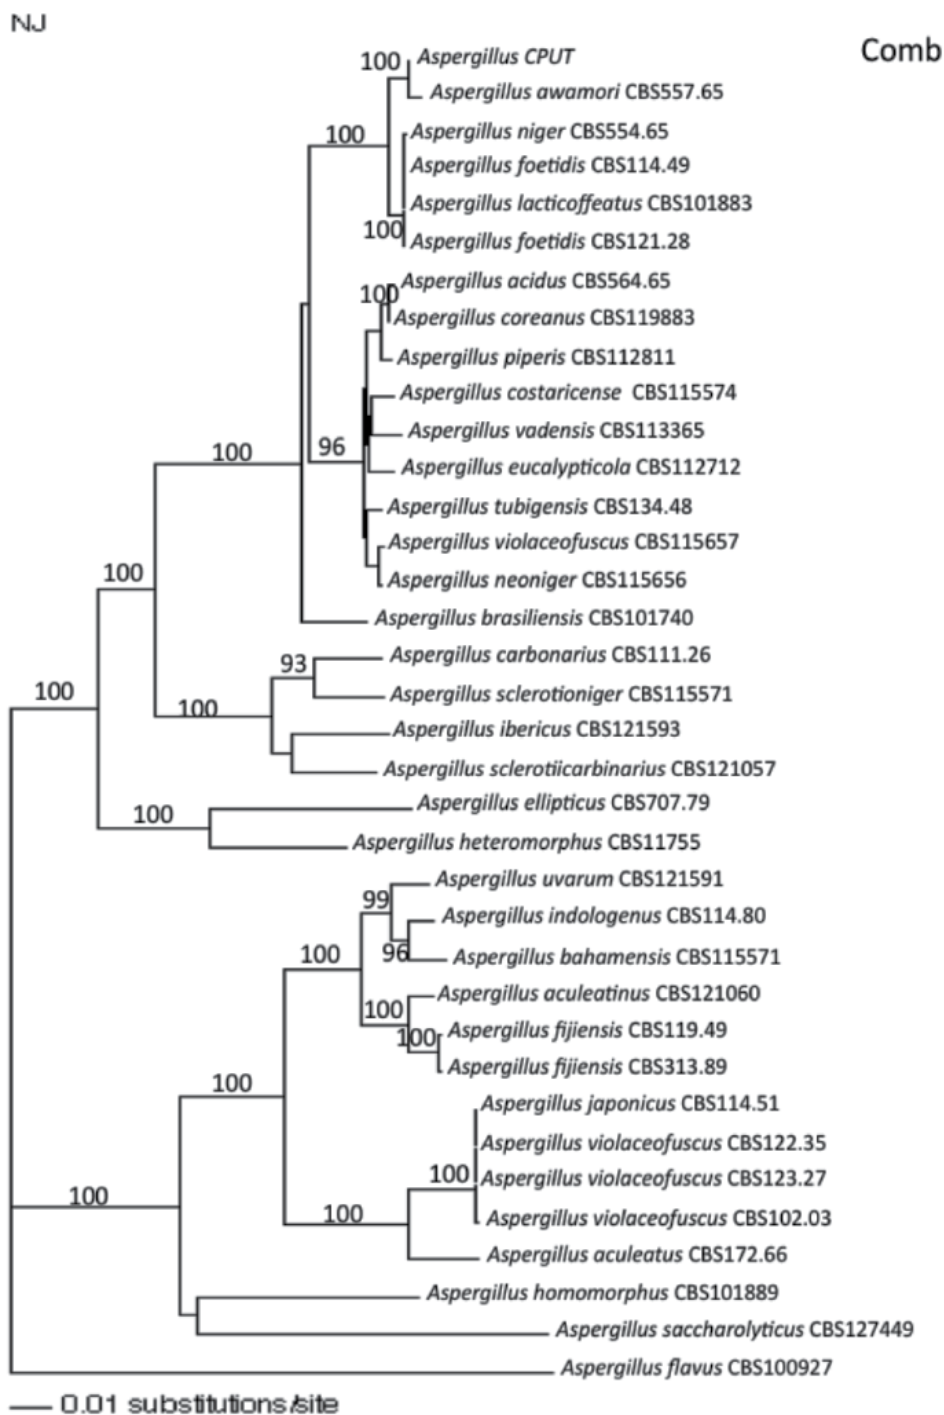 NJ
Comb
100
Aspergillus CPUT
Aspergillus awamori CBS557.65
100
Aspergillus niger CBS554.65
Aspergillus foetidis CBS114.49
Aspergillus lacticoffeatus CBS101883
100
Aspergillus foetidis CBS121.28
Aspergillus acidus CBS564.65
100
Aspergillus coreanus CBS119883
Aspergillus piperis CBS112811
Aspergillus costaricense CBS115574
Aspergillus vadensis CBS113365
100
96
Aspergillus eucalypticola CBS112712
Aspergillus tubigensis CBS134.48
Aspergillus violaceofuscus CBS115657
100
Aspergillus neoniger CBS115656
Aspergillus brasiliensis CBS101740
93
Aspergillus carbonarius CBS111.26
100
Aspergillus sclerotioniger CBS115571
100
Aspergillus ibericus CBS121593
Aspergillus sclerotiicarbinarius CBS121057
Aspergillus ellipticus CBS707.79
100
Aspergillus heteromorphus CBS11755
Aspergillus uvarum CBS121591
99
Aspergillus indologenus CBS114.80
100
96
Aspergillus bahamensis CBS115571
Aspergillus aculeatinus CBS121060
100
Aspergillus fijiensis CBS119.49
100
Aspergillus fijiensis CBS313.89
100
Aspergillus japonicus CBS114.51
Aspergillus violaceofuscus CBS122.35
100
Aspergillus violaceofuscus CBS123.27
100
100
Aspergillus violaceofuscus CBS102.03
Aspergillus aculeatus CBS172.66
Aspergillus homomorphus CBS101889
Aspergillus saccharolyticus CBS127449
Aspergillus flavus CBS100927
0.01 substitutions/site